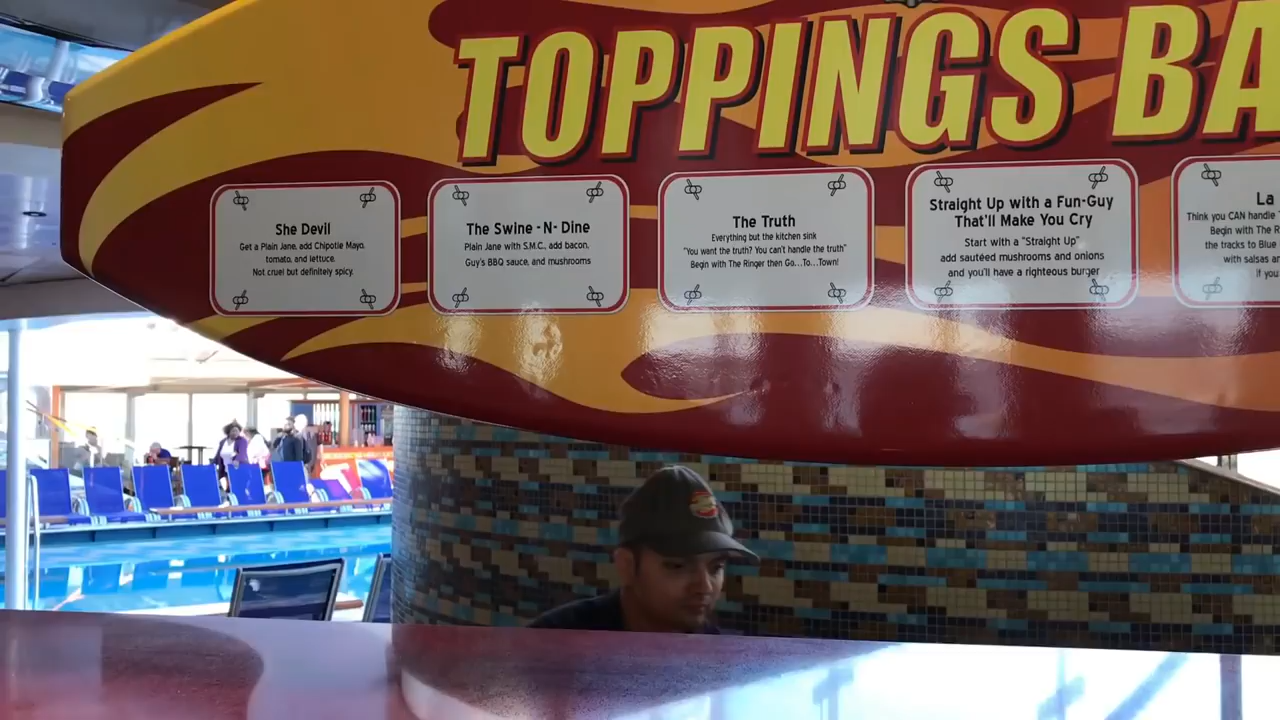 TOPPINGS BA
She Devil
Get a Plain Jane, add Chipotle Mayo,
tomato, and lettuce.
Not cruel but definitely spicy.
The Swine -N- Dine
Plain Jane with S.M.C., add bacon,
Guy's BBQ sauce, and mushrooms
The Truth
Everything but the kitchen sink
"You want the truth? You can't handle the truth"
Begin with The Ringer then Go...To...Town!
Straight Up with a Fun-Guy
That'll Make You Cry
Start with a "Straight Up"
add sautéed mushrooms and onions
and you'll have a righteous burger
La
Think you CAN handle
Begin with The R
the tracks to Blue
with salsas an
if you